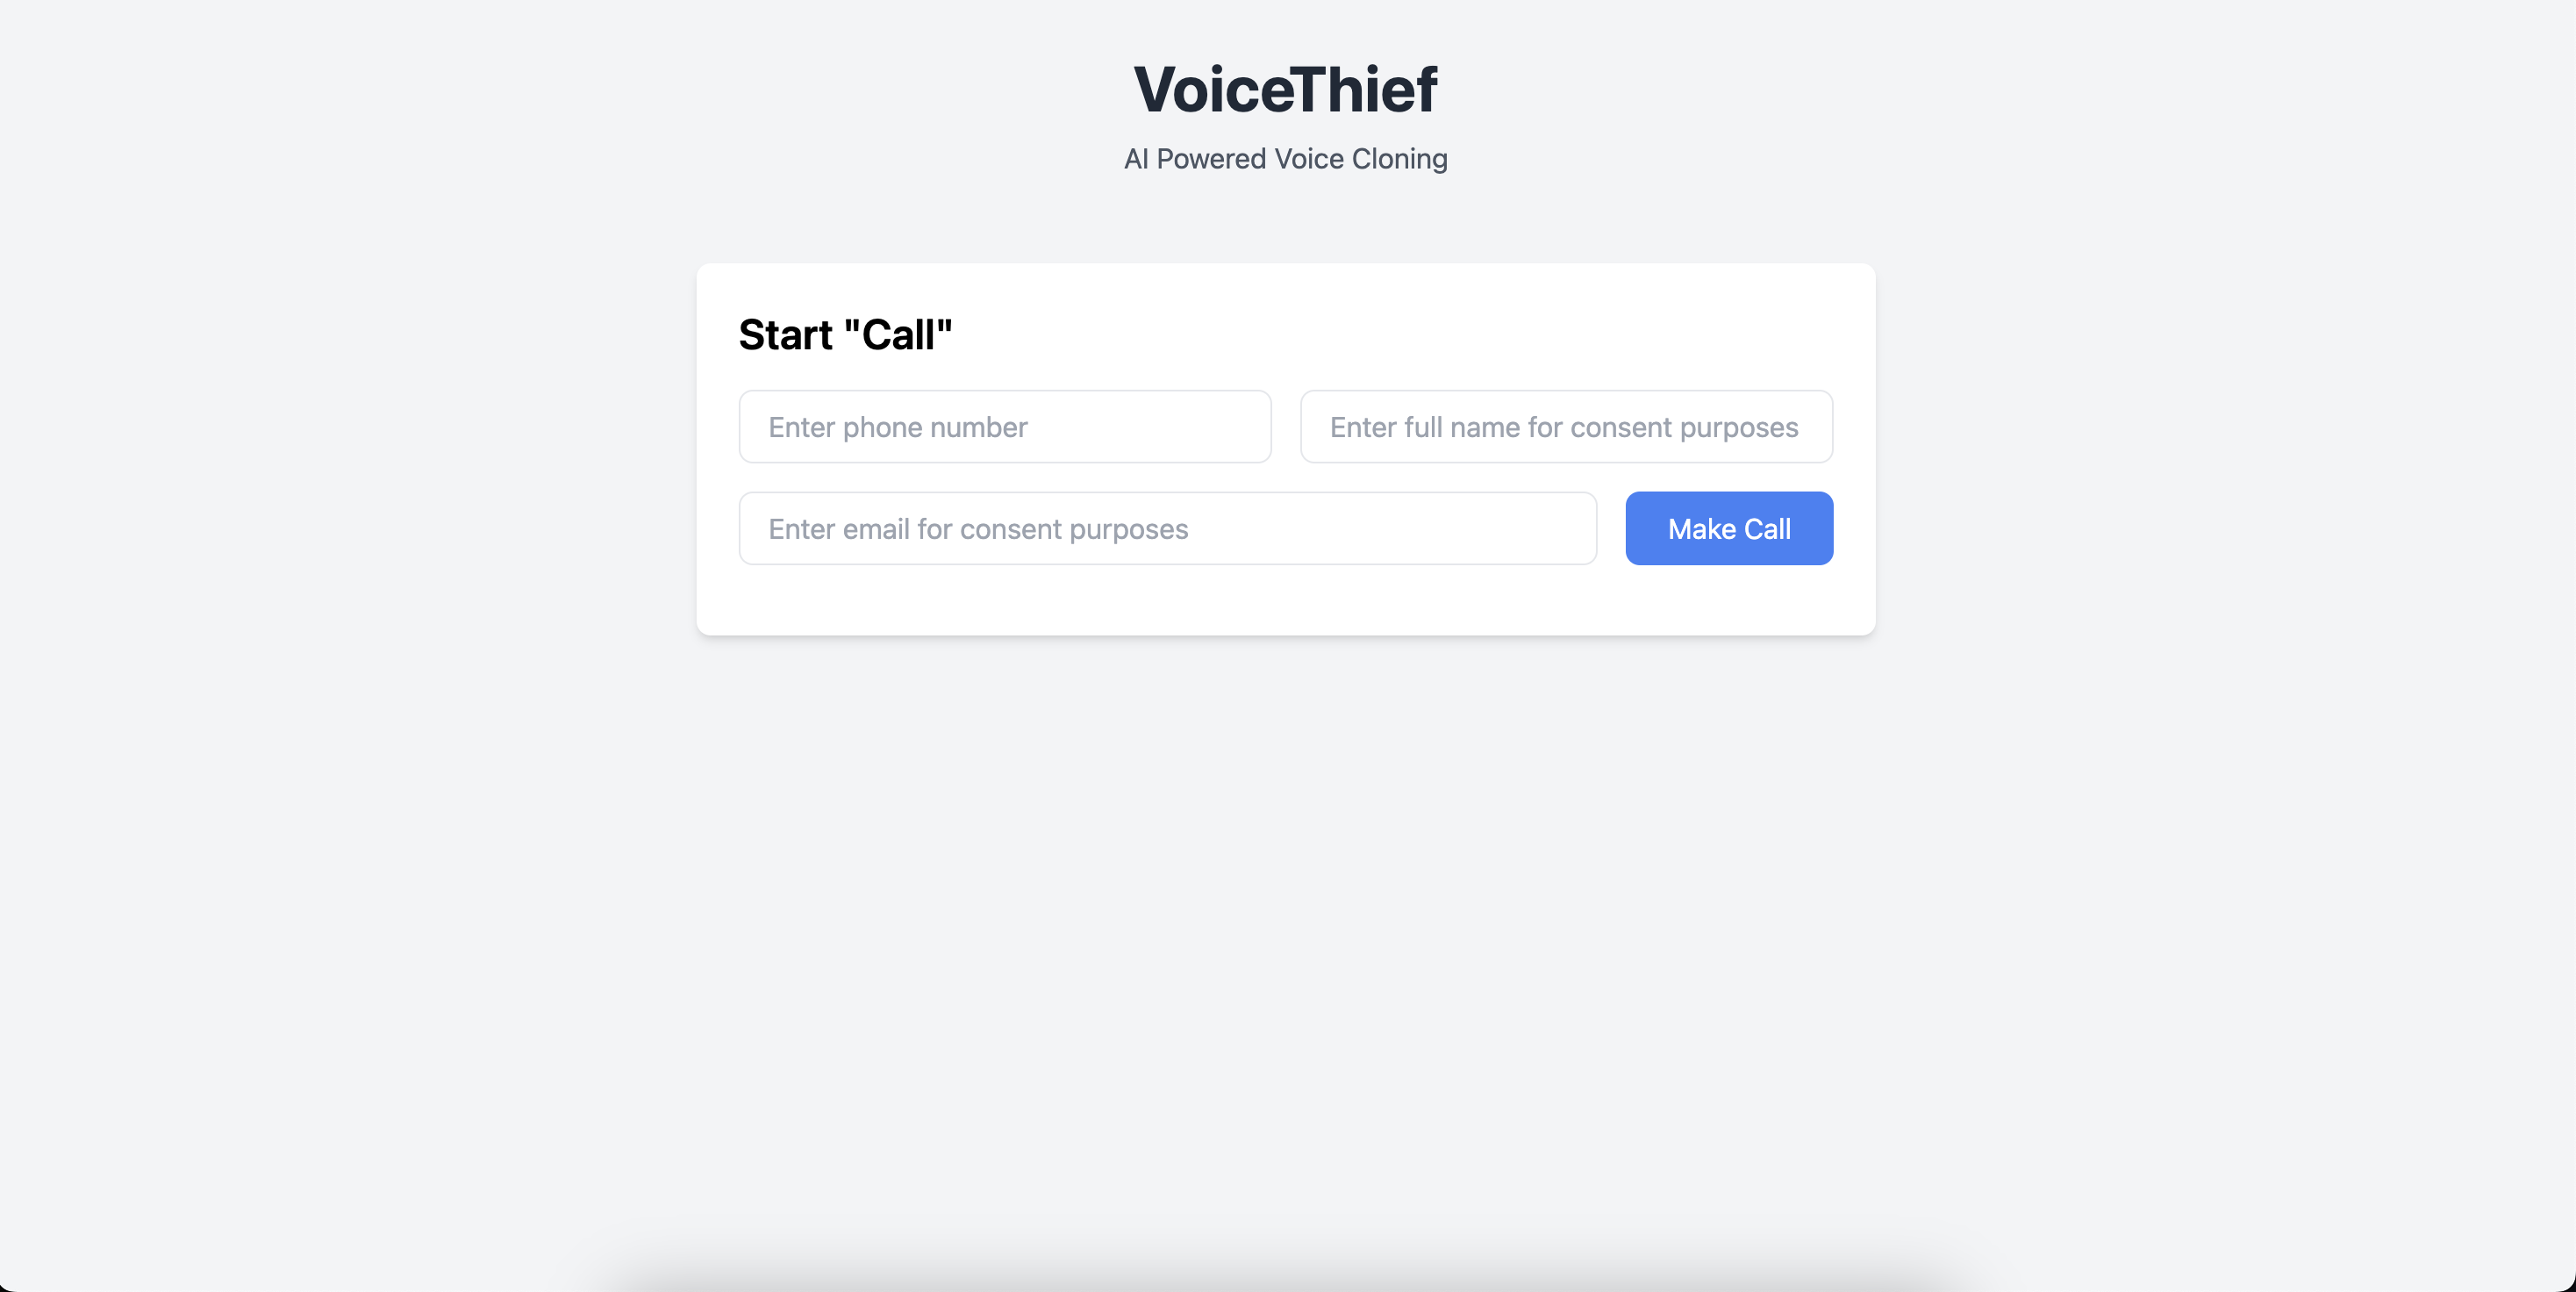 VoiceThief
AI Powered Voice Cloning
Start "Call"
Enter phone number
Enter full name for consent purposes
Enter email for consent purposes
Make Call